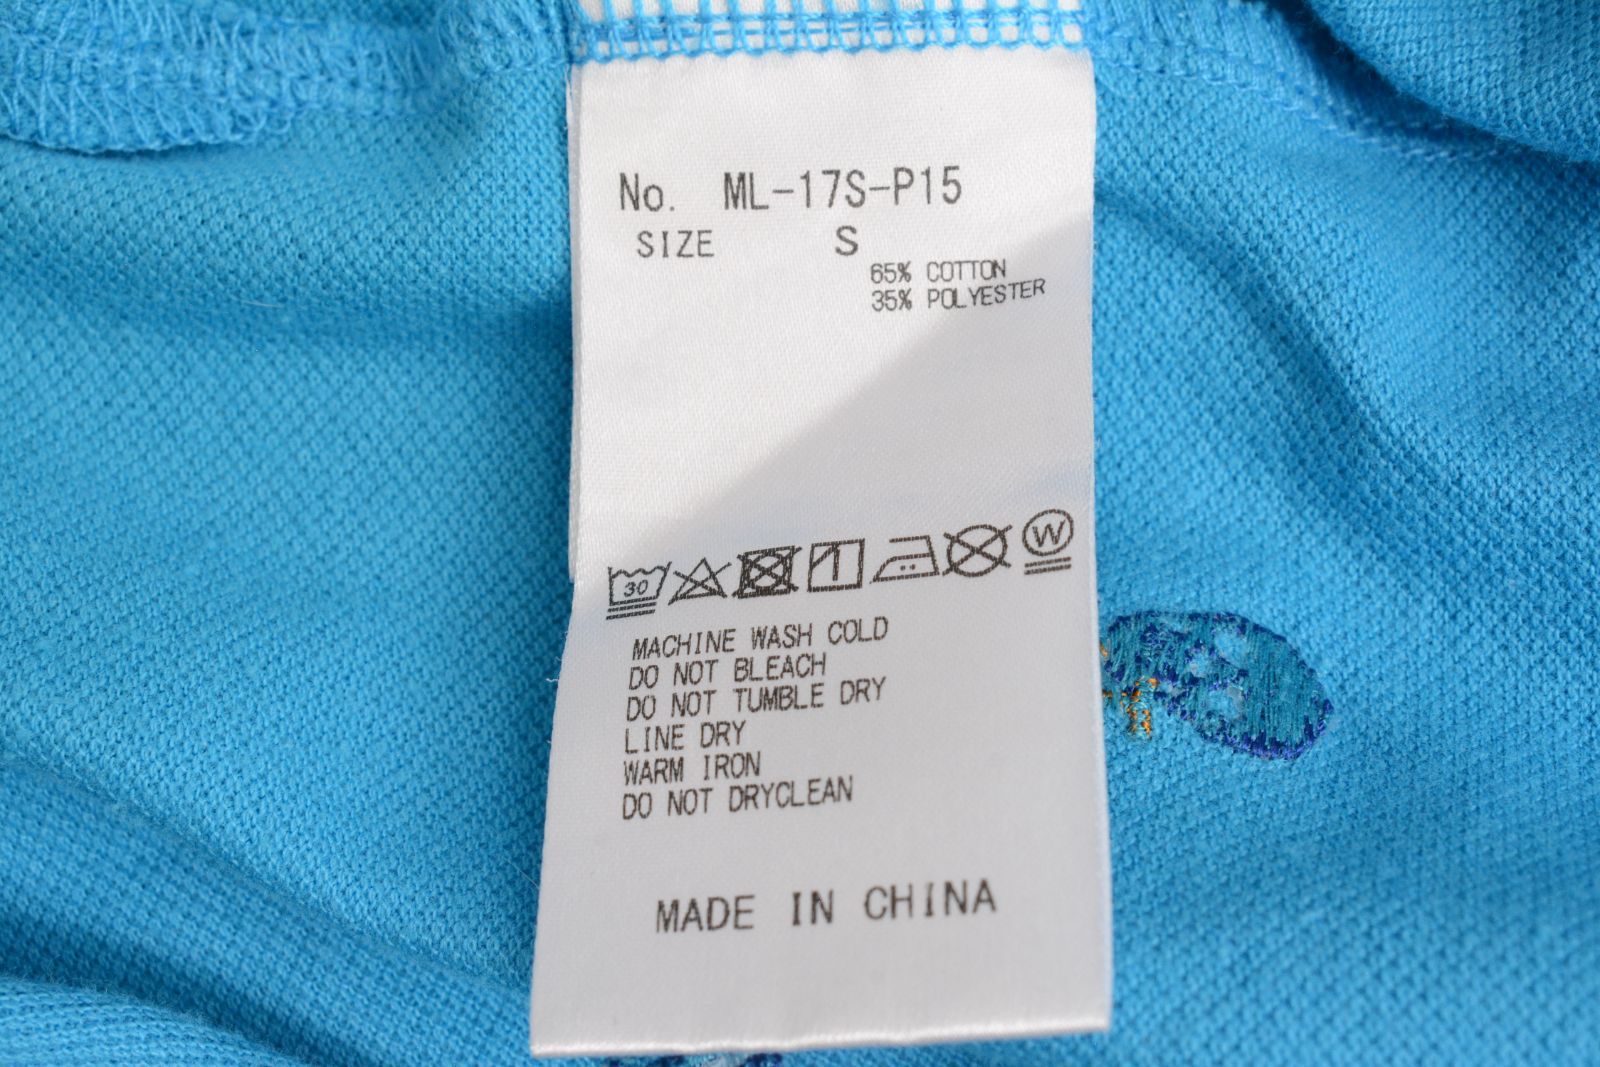 No. ML-17S-P15
SIZE S
65% COTTON
35% POLYESTER
30 W
MACHINE WASH COLD
DO NOT BLEACH
DO NOT TUMBLE DRY
LINE DRY
WARM IRON
DO NOT DRYCLEAN
MADE IN CHINA